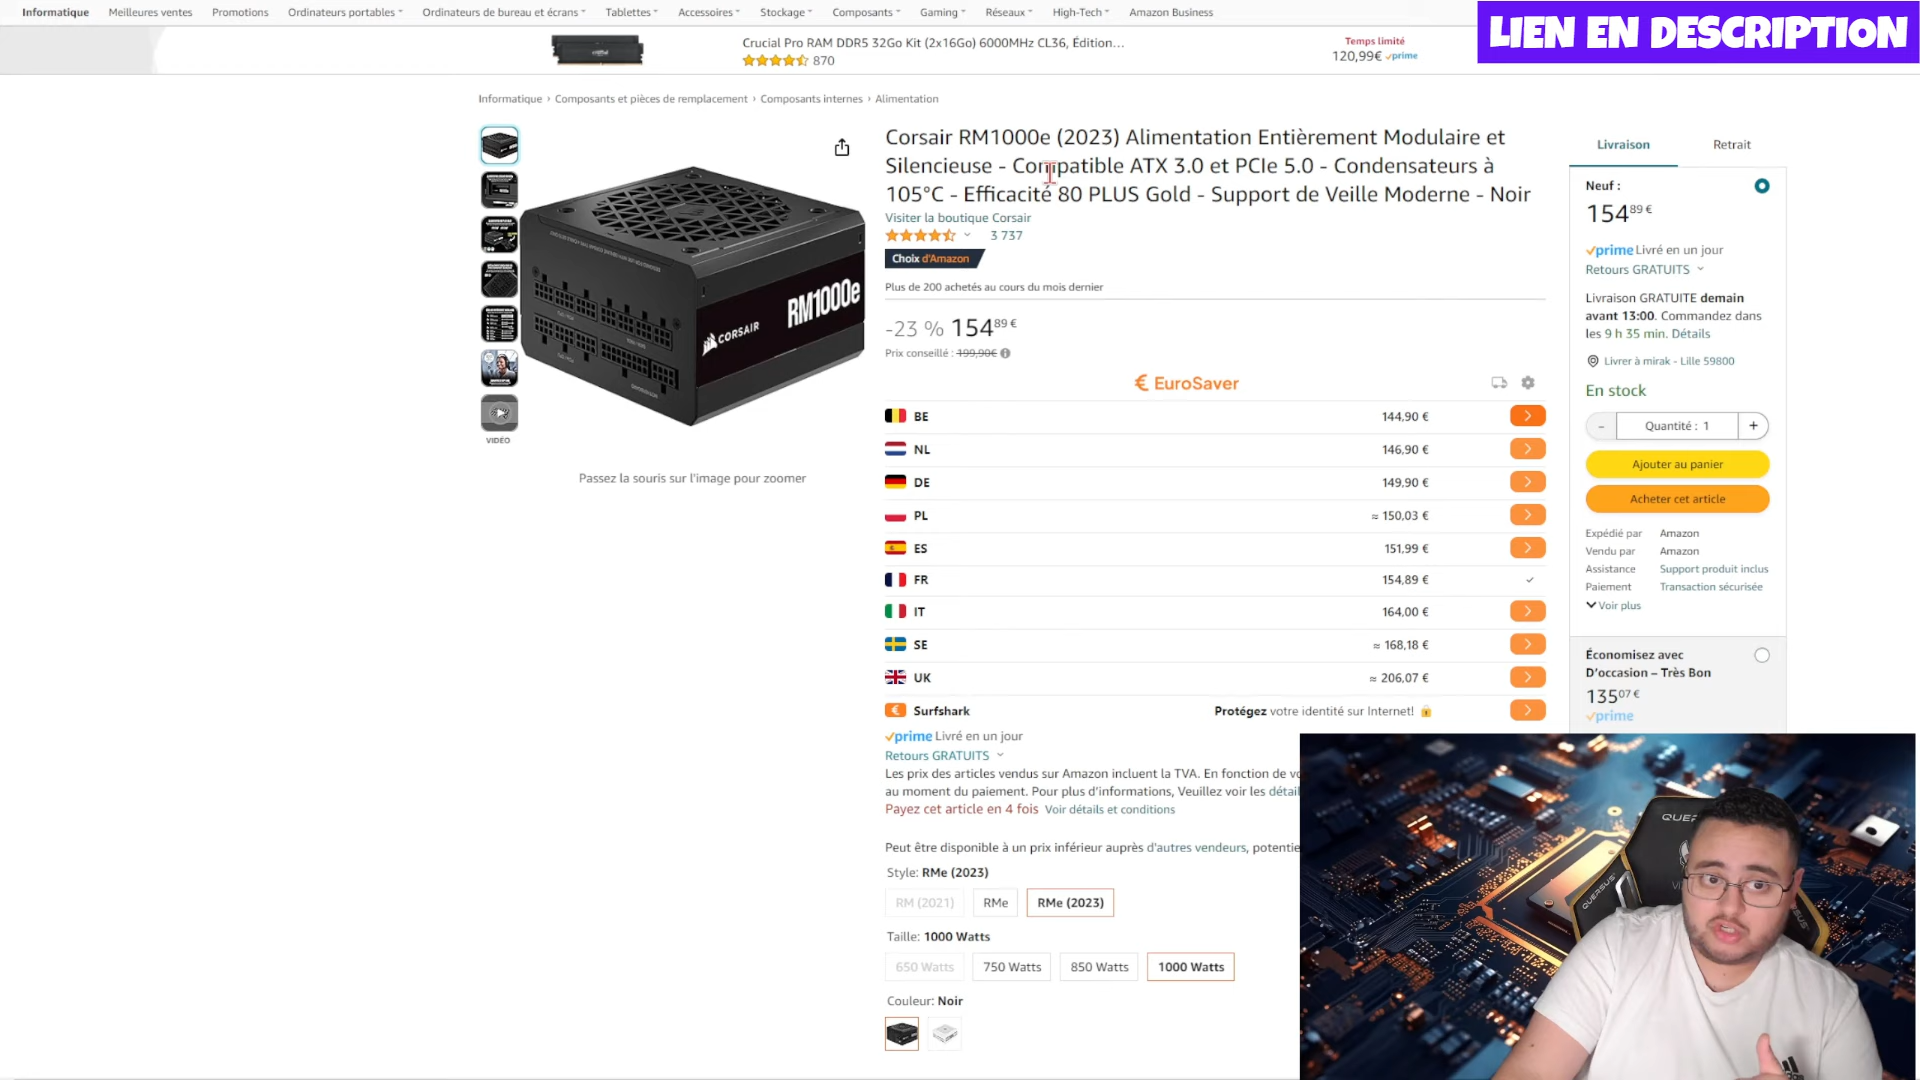 Informatique Meilleures ventes Promotions Ordinateurs portables Ordinateurs de bureau et écrans Tablettes Accessoires Stockage Composants Gaming Réseaux High-Tech Amazon Business
LIEN EN DESCRIPTION
Crucial Pro RAM DDR5 32Go Kit (2x16Go) 6000MHz CL36, Édition…
870
Temps limité
120,99€ prime
Informatique › Composants et pièces de remplacement › Composants internes › Alimentation
VIDÉO
CORSAIR
RM1000e
Passez la souris sur l'image pour zoomer
Corsair RM1000e (2023) Alimentation Entièrement Modulaire et
Silencieuse - Compatible ATX 3.0 et PCIe 5.0 - Condensateurs à
105°C - Efficacité 80 PLUS Gold - Support de Veille Moderne - Noir
Visiter la boutique Corsair
3 737
Choix d'Amazon
Plus de 200 achetés au cours du mois dernier
-23 % 154,89 €
Prix conseillé : 199,90€
€ EuroSaver
BE 144,90 €
NL 146,90 €
DE 149,90 €
PL ≈ 150,03 €
ES 151,99 €
FR 154,89 €
IT 164,00 €
SE ≈ 168,18 €
UK ≈ 206,07 €
€ Surfshark Protégez votre identité sur Internet!
prime Livré en un jour
Retours GRATUITS
Les prix des articles vendus sur Amazon incluent la TVA. En fonction de
au moment du paiement. Pour plus d'informations, Veuillez voir les
Payez cet article en 4 fois Voir détails et conditions
Peut être disponible à un prix inférieur auprès d'autres vendeurs,
Style: RMe (2023)
RM (2021) RMe RMe (2023)
Taille: 1000 Watts
650 Watts 750 Watts 850 Watts 1000 Watts
Couleur: Noir
Livraison Retrait
Neuf :
154 89 €
prime Livré en un jour
Retours GRATUITS
Livraison GRATUITE demain
avant 13:00. Commandez dans
les 9 h 35 min. Détails
Livrer à mirak - Lille 59800
En stock
- Quantité : 1 +
Ajouter au panier
Acheter cet article
Expédié par Amazon
Vendu par Amazon
Assistance Support produit inclus
Paiement Transaction sécurisée
Voir plus
Économisez avec
D'occasion – Très Bon
135 07 €
prime
QUERSUS